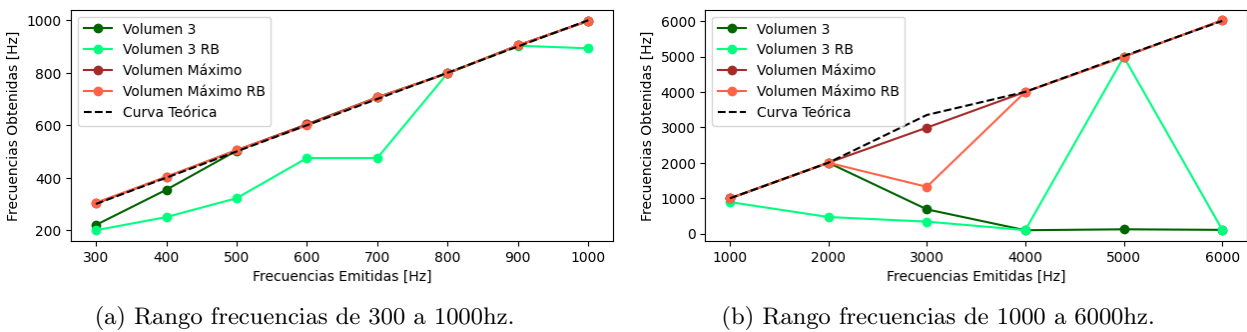 Frecuencias Obtenidas [Hz]
1000
800
600
400
200
Volumen 3
Volumen 3 RB
Volumen Máximo
Volumen Máximo RB
Curva Teórica
300 400 500 600 700 800 900 1000
Frecuencias Emitidas [Hz]
(a) Rango frecuencias de 300 a 1000hz.
Frecuencias Obtenidas [Hz]
6000
5000
4000
3000
2000
1000
0
Volumen 3
Volumen 3 RB
Volumen Máximo
Volumen Máximo RB
Curva Teórica
1000 2000 3000 4000 5000 6000
Frecuencias Emitidas [Hz]
(b) Rango frecuencias de 1000 a 6000hz.